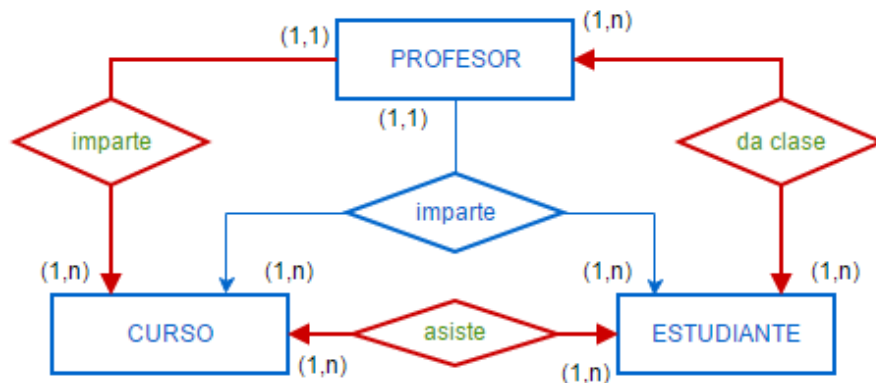 (1,1)
PROFESOR
(1,n)
(1,1)
imparte
da clase
imparte
(1,n)
(1,n)
(1,n)
(1,n)
CURSO
asiste
ESTUDIANTE
(1,n)
(1,n)